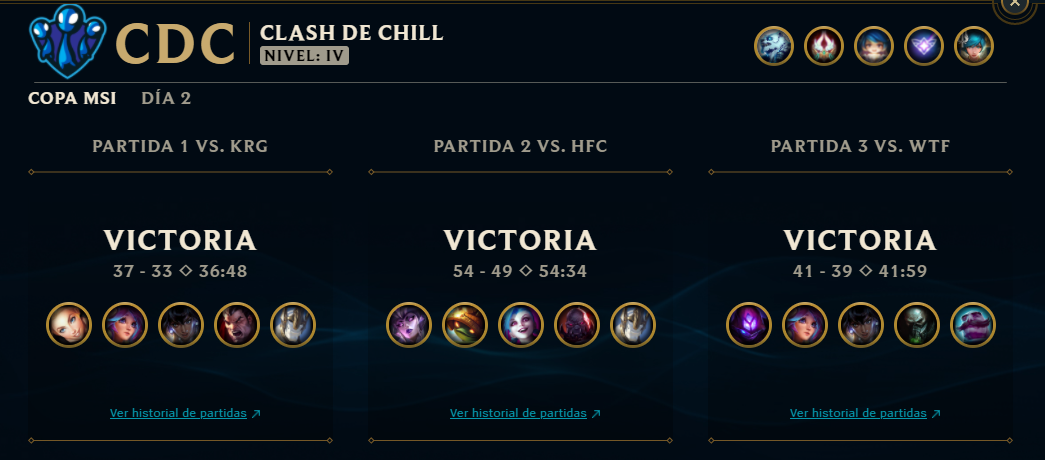 CDC
CLASH DE CHILL
NIVEL: IV
COPA MSI DÍA 2
PARTIDA 1 VS. KRG
VICTORIA
37 - 33 ◇ 36:48
Ver historial de partidas ↗
PARTIDA 2 VS. HFC
VICTORIA
54 - 49 ◇ 54:34
Ver historial de partidas ↗
PARTIDA 3 VS. WTF
VICTORIA
41 - 39 ◇ 41:59
Ver historial de partidas ↗